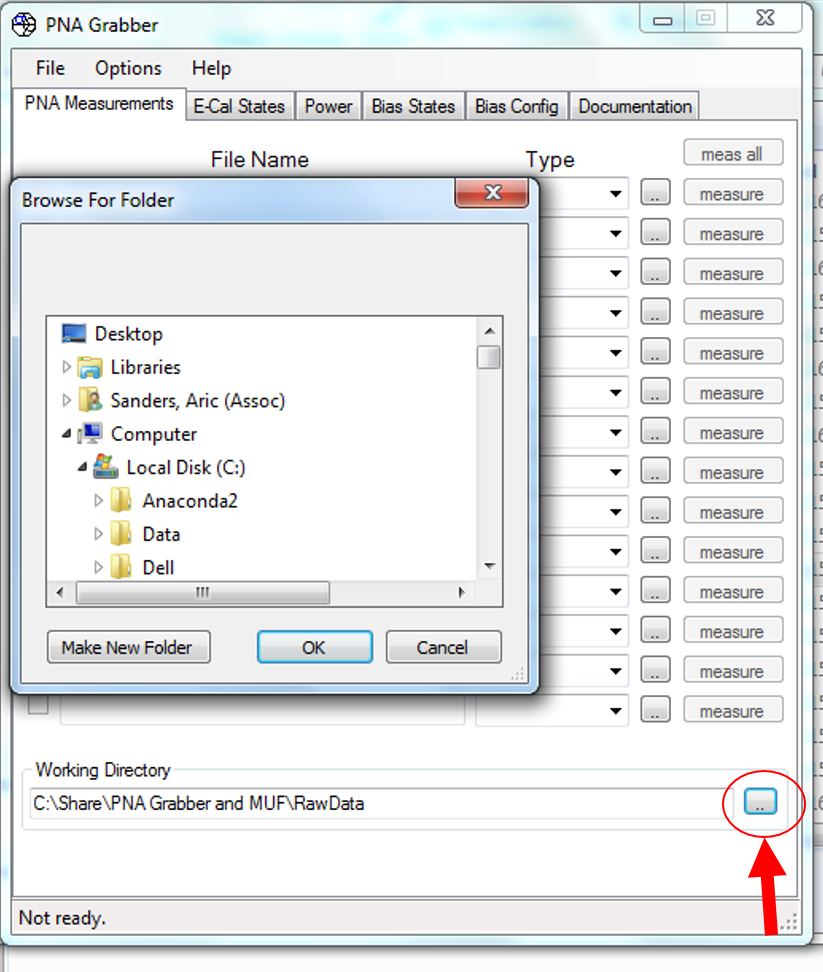 PNA Grabber
File Options Help
PNA Measurements E-Cal States Power Bias States Bias Config Documentation
File Name Type meas all
.. measure
.. measure
.. measure
.. measure
.. measure
.. measure
.. measure
.. measure
.. measure
.. measure
.. measure
.. measure
.. measure
.. measure
Browse For Folder
Desktop
Libraries
Sanders, Aric (Assoc)
Computer
Local Disk (C:)
Anaconda2
Data
Dell
Make New Folder OK Cancel
Working Directory
C:\Share\PNA Grabber and MUF\RawData ..
Not ready.